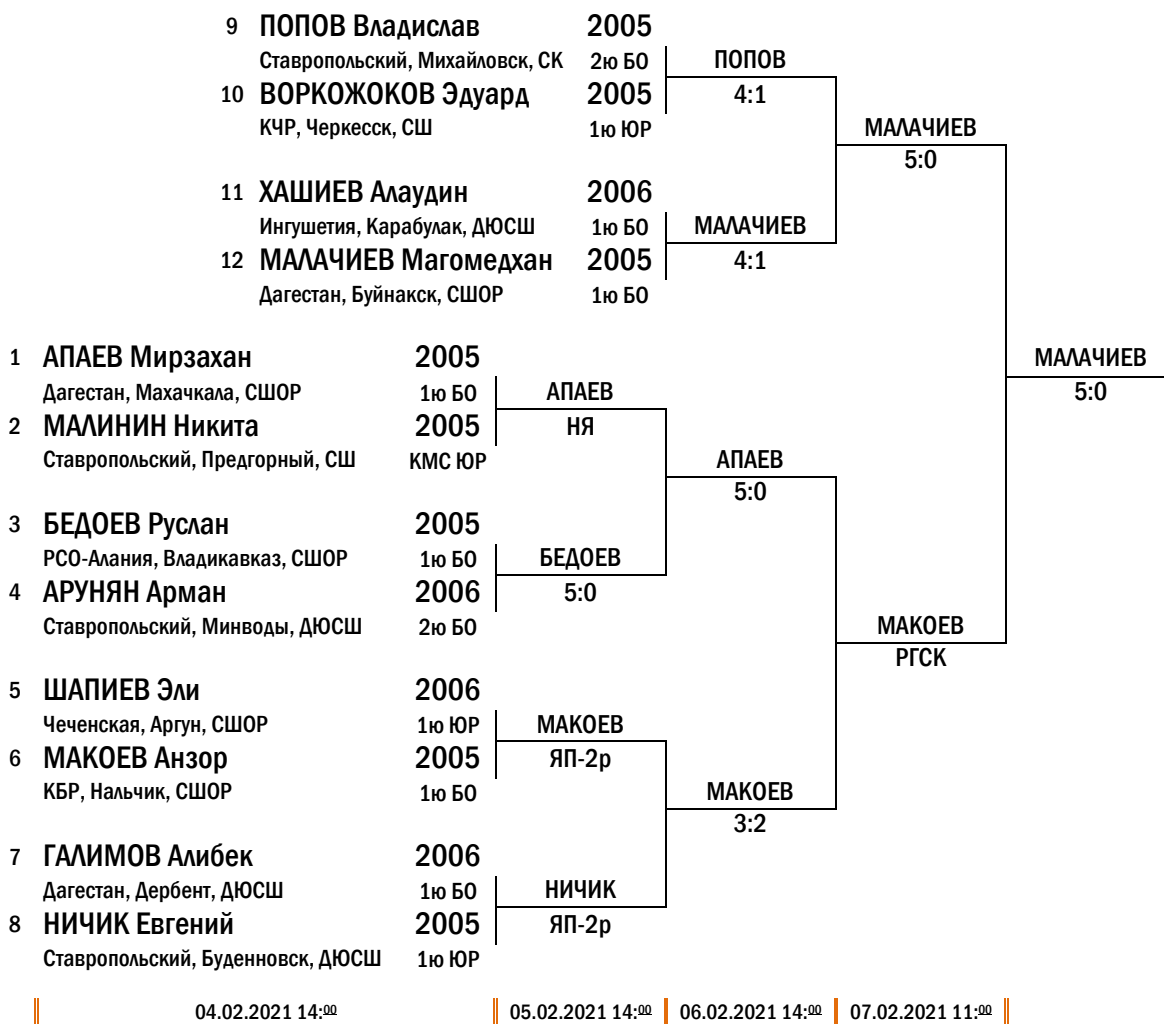 9 ПОПОВ Владислав 2005
Ставропольский, Михайловск, СК 2ю БО ПОПОВ
10 ВОРКОЖОКОВ Эдуард 2005 4:1
КЧР, Черкесск, СШ 1ю ЮР МАЛАЧИЕВ
5:0
11 ХАШИЕВ Алаудин 2006
Ингушетия, Карабулак, ДЮСШ 1ю БО МАЛАЧИЕВ
12 МАЛАЧИЕВ Магомедхан 2005 4:1
Дагестан, Буйнакск, СШОР 1ю БО
1 АПАЕВ Мирзахан 2005 МАЛАЧИЕВ
Дагестан, Махачкала, СШОР 1ю БО АПАЕВ 5:0
2 МАЛИНИН Никита 2005 НЯ
Ставропольский, Предгорный, СШ КМС ЮР АПАЕВ
5:0
3 БЕДОЕВ Руслан 2005
РСО-Алания, Владикавказ, СШОР 1ю БО БЕДОЕВ
4 АРУНЯН Арман 2006 5:0
Ставропольский, Минводы, ДЮСШ 2ю БО МАКОЕВ
РГСК
5 ШАПИЕВ Эли 2006
Чеченская, Аргун, СШОР 1ю ЮР МАКОЕВ
6 МАКОЕВ Анзор 2005 ЯП-2р
КБР, Нальчик, СШОР 1ю БО МАКОЕВ
3:2
7 ГАЛИМОВ Алибек 2006
Дагестан, Дербент, ДЮСШ 1ю БО НИЧИК
8 НИЧИК Евгений 2005 ЯП-2р
Ставропольский, Буденновск, ДЮСШ 1ю ЮР
04.02.2021 14:00 05.02.2021 14:00 06.02.2021 14:00 07.02.2021 11:00